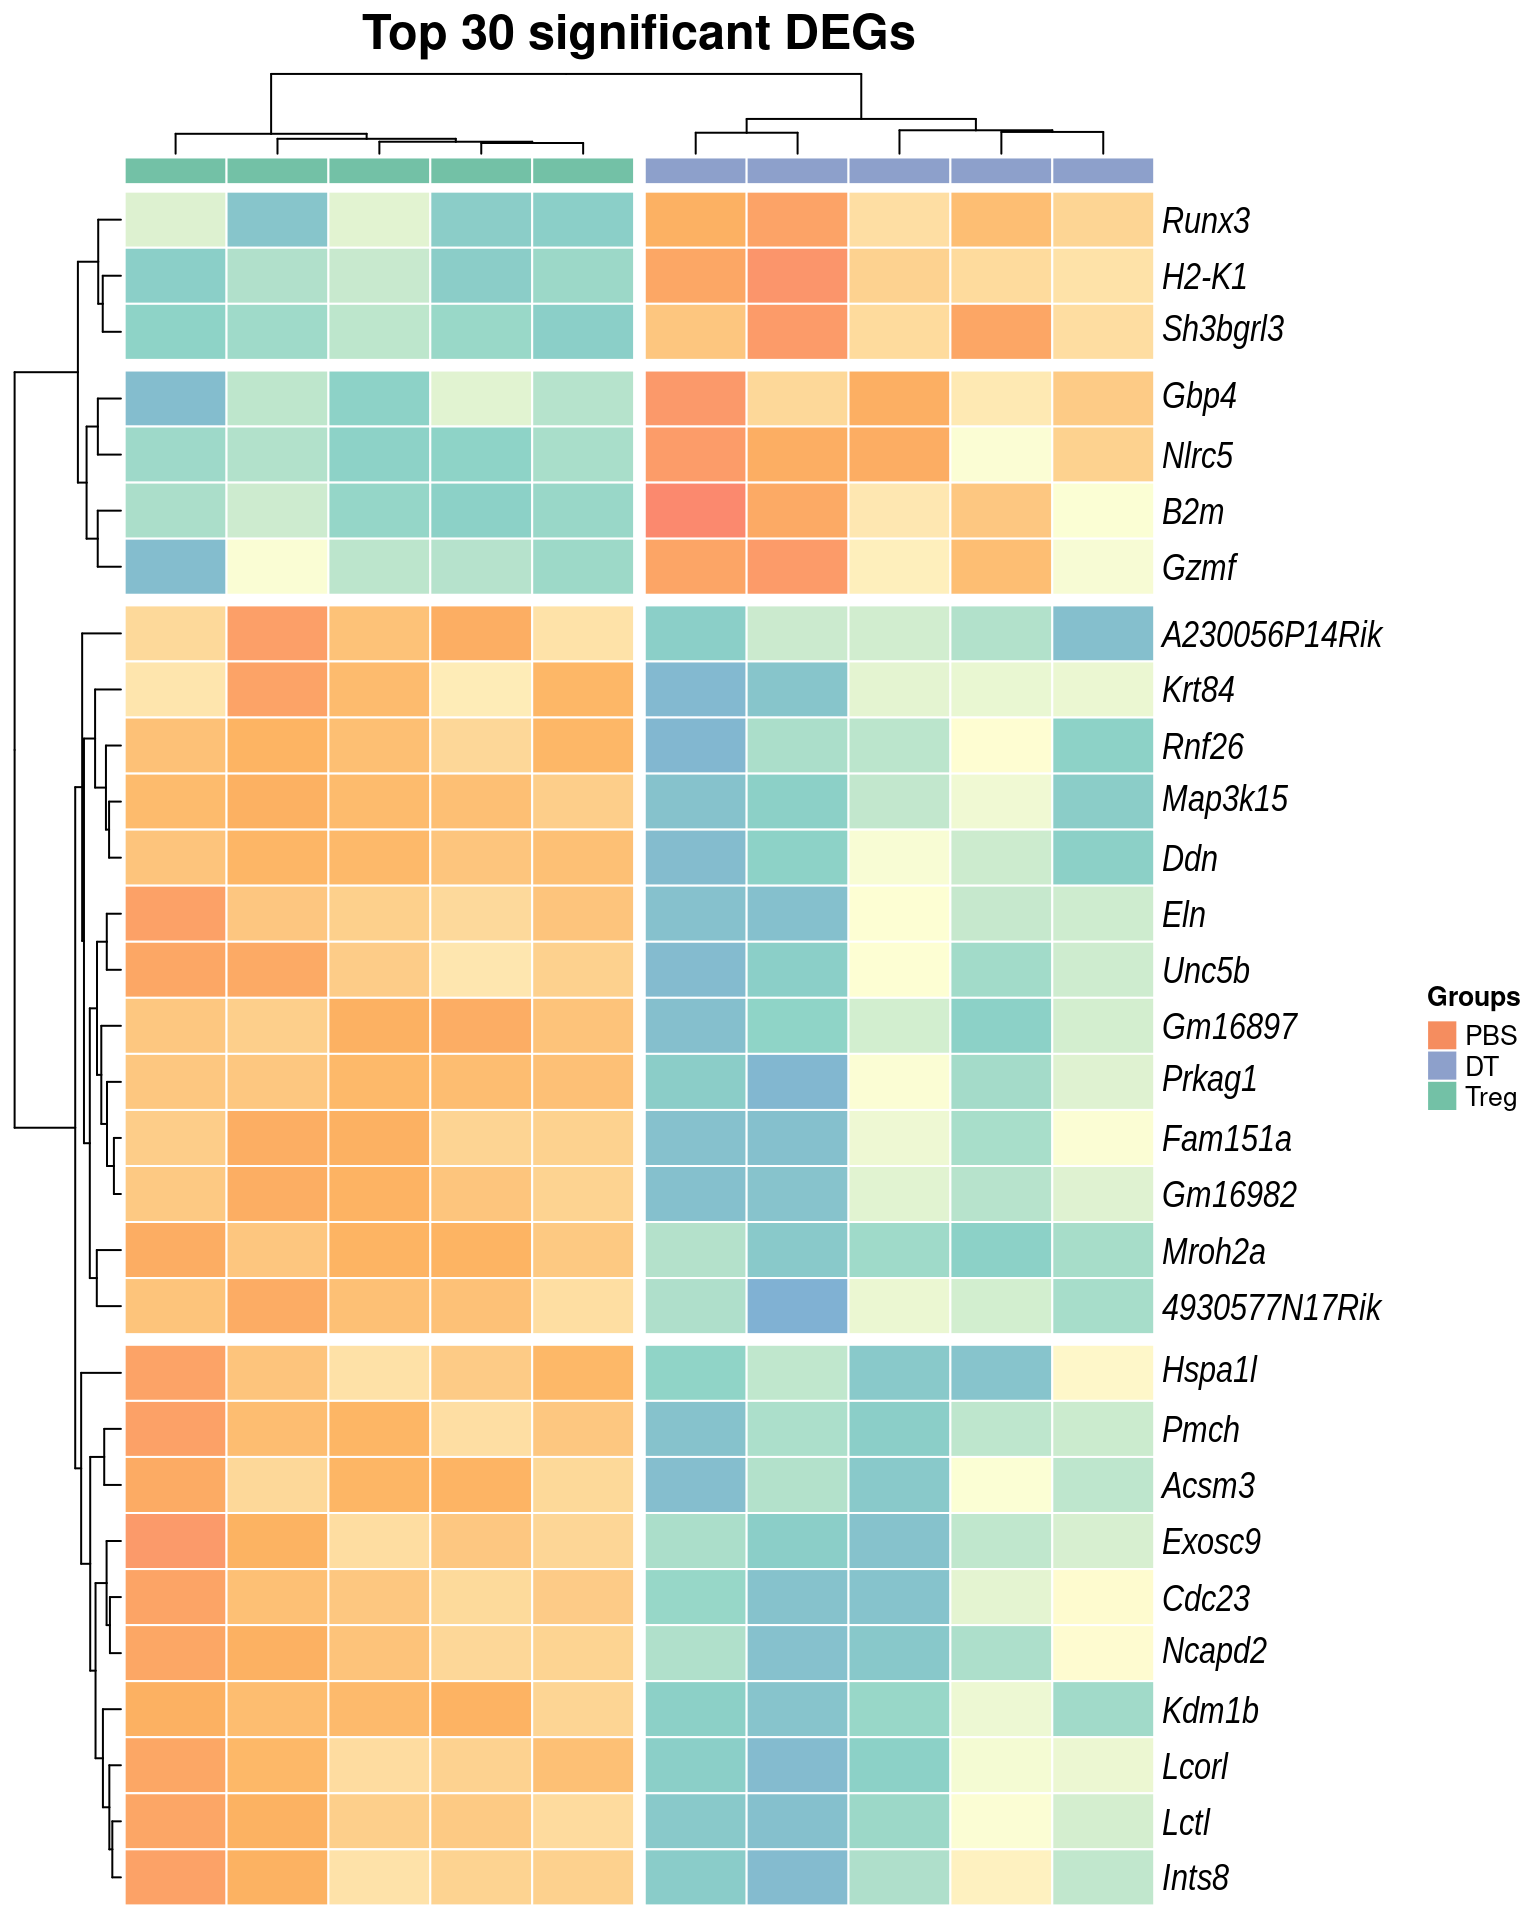 Top 30 significant DEGs
Runx3
H2-K1
Sh3bgrl3
Gbp4
Nlrc5
B2m
Gzmf
A230056P14Rik
Krt84
Rnf26
Map3k15
Ddn
Eln
Unc5b
Gm16897
Prkag1
Fam151a
Gm16982
Mroh2a
4930577N17Rik
Hspa1l
Pmch
Acsm3
Exosc9
Cdc23
Ncapd2
Kdm1b
Lcorl
Lctl
Ints8
Groups
PBS
DT
Treg